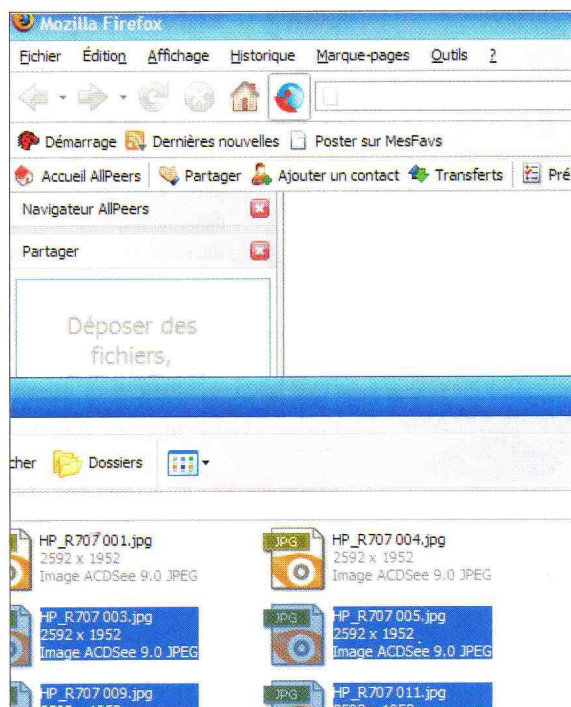 Mozilla Firefox
Fichier Édition Affichage Historique Marque-pages Outils ?
Démarrage Dernières nouvelles Poster sur MesFavs
Accueil AllPeers Partager Ajouter un contact Transferts
Navigateur AllPeers
Partager
Déposer des
fichiers,
Dossiers
JPG HP_R707 001.jpg JPG HP_R707 004.jpg
2592 x 1952 2592 x 1952
Image ACDSee 9.0 JPEG Image ACDSee 9.0 JPEG
HP_R707 003.jpg JPG HP_R707 005.jpg
2592 x 1952 2592 x 1952
Image ACDSee 9.0 JPEG Image ACDSee 9.0 JPEG
HP_R707 009.jpg JPG HP_R707 011.jpg